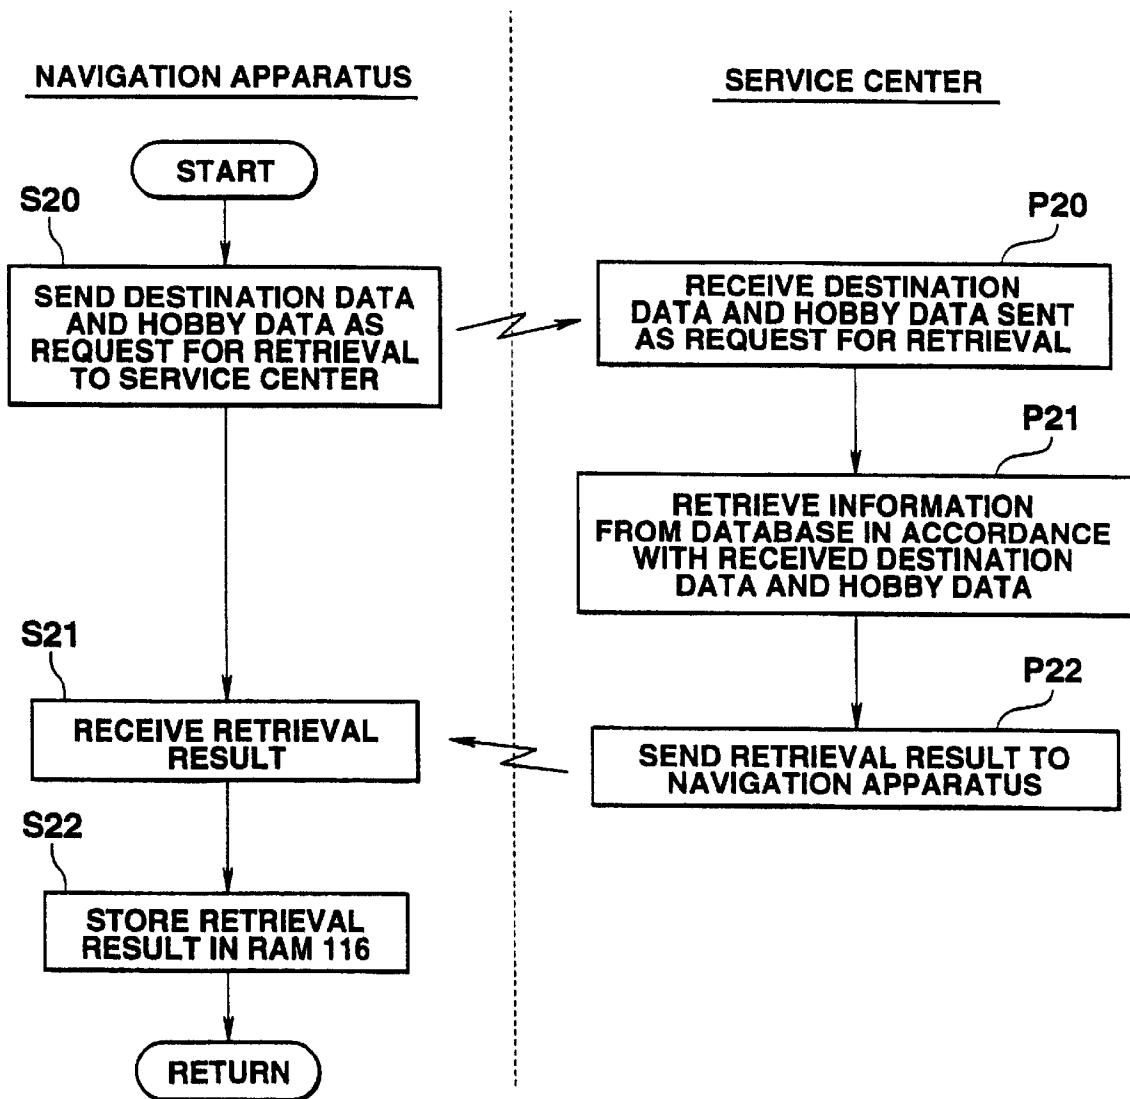 NAVIGATION APPARATUS
START
S20
SEND DESTINATION DATA
AND HOBBY DATA AS
REQUEST FOR RETRIEVAL
TO SERVICE CENTER
S21
RECEIVE RETRIEVAL
RESULT
S22
STORE RETRIEVAL
RESULT IN RAM 116
RETURN
SERVICE CENTER
P20
RECEIVE DESTINATION
DATA AND HOBBY DATA SENT
AS REQUEST FOR RETRIEVAL
P21
RETRIEVE INFORMATION
FROM DATABASE IN ACCORDANCE
WITH RECEIVED DESTINATION
DATA AND HOBBY DATA
P22
SEND RETRIEVAL RESULT TO
NAVIGATION APPARATUS